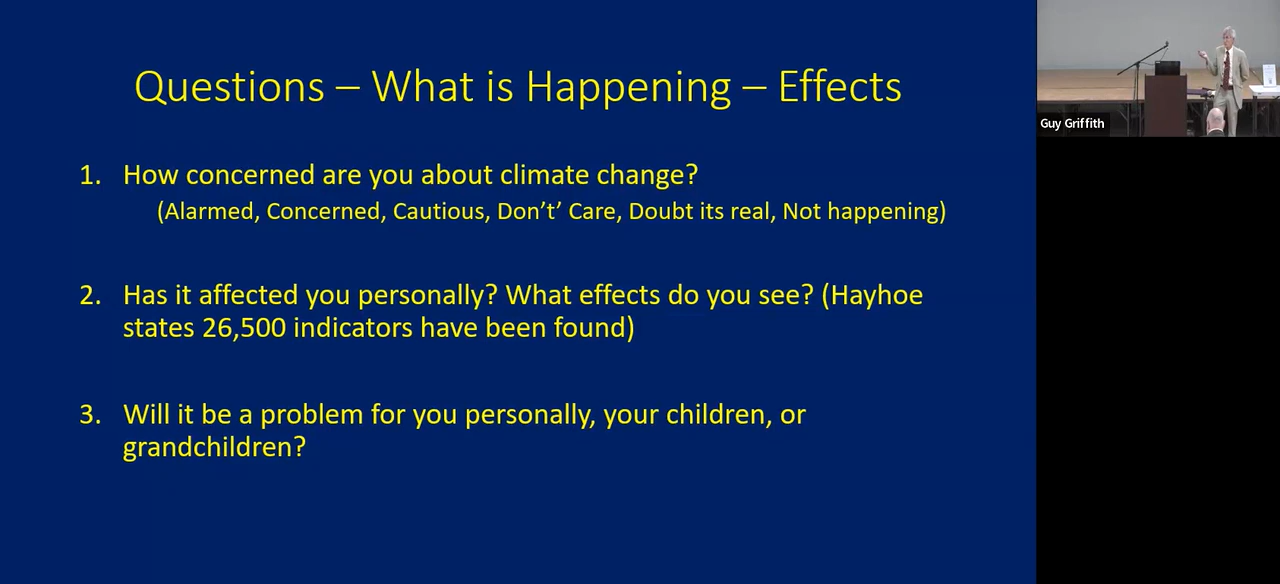 Questions – What is Happening – Effects
1. How concerned are you about climate change?
(Alarmed, Concerned, Cautious, Don’t’ Care, Doubt its real, Not happening)
2. Has it affected you personally? What effects do you see? (Hayhoe
states 26,500 indicators have been found)
3. Will it be a problem for you personally, your children, or
grandchildren?
Guy Griffith